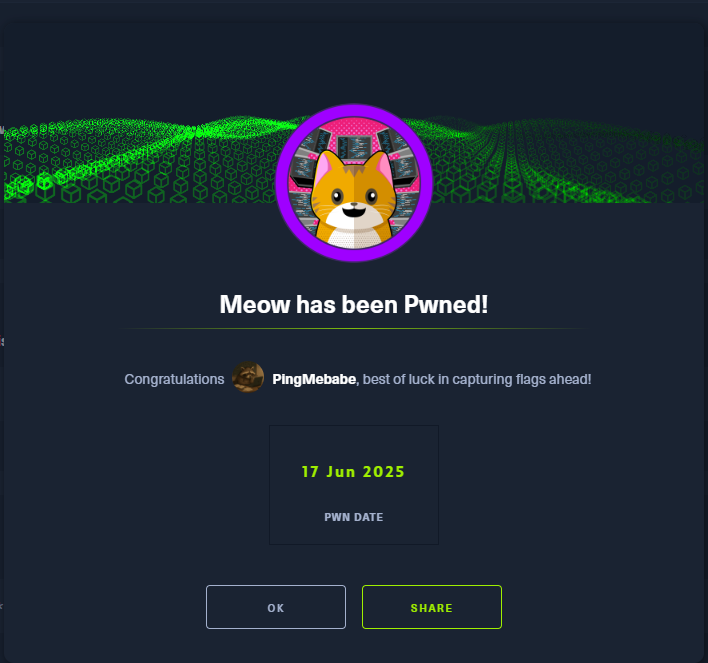 Meow has been Pwned!
Congratulations PingMebabe, best of luck in capturing flags ahead!
17 Jun 2025
PWN DATE
OK SHARE